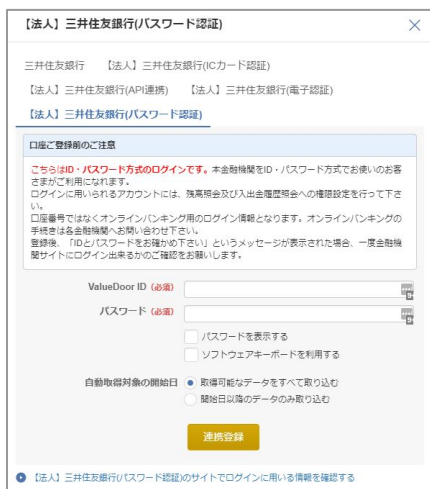 【法人】三井住友銀行(パスワード認証)
三井住友銀行 【法人】三井住友銀行(ICカード認証)
【法人】三井住友銀行(API連携) 【法人】三井住友銀行(電子認証)
【法人】三井住友銀行(パスワード認証)
口座ご登録前のご注意
こちらはID・パスワード方式のログインです。本金融機関をID・パスワード方式でお使いのお客
さまがご利用になれます。
ログインに用いられるアカウントには、残高照会及び入出金履歴照会への権限設定を行って下さ
い。
口座番号ではなくオンラインバンキング用のログイン情報となります。オンラインバンキングの
手続きは各金融機関へお問い合わせ下さい。
登録後、「IDとパスワードをお確かめ下さい」というメッセージが表示された場合、一度金融機
関サイトにログイン出来るかのご確認をお願いします。
ValueDoor ID (必須)
パスワード (必須)
パスワードを表示する
ソフトウェアキーボードを利用する
自動取得対象の開始日 取得可能なデータをすべて取り込む
開始日以降のデータのみ取り込む
連携登録
【法人】三井住友銀行(パスワード認証)のサイトでログインに用いる情報を確認する